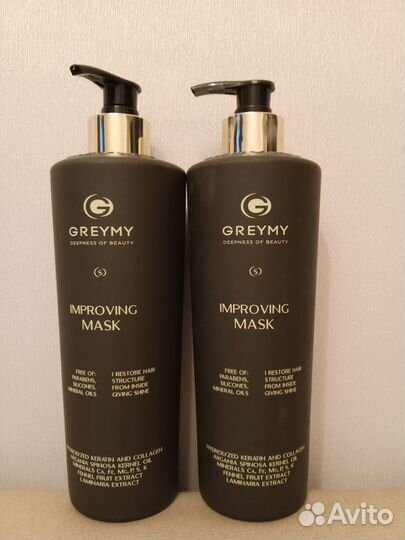 GREYMY
DEEPNESS OF BEAUTY
(s)
IMPROVING
MASK
FREE OF:
PARABENS,
SILICONES,
MINERAL OILS
I RESTORE HAIR
STRUCTURE
FROM INSIDE
GIVING SHINE
HYDROLYZED KERATIN AND COLLAGEN
ARGANIA SPINOSA KERNEL OIL
MINERALS Ca, Fe, Mg, P, S, K
FENNEL FRUIT EXTRACT
LAMINARIA EXTRACT
GREYMY
DEEPNESS OF BEAUTY
(s)
IMPROVING
MASK
FREE OF:
PARABENS,
SILICONES,
MINERAL OILS
I RESTORE HAIR
STRUCTURE
FROM INSIDE
GIVING SHINE
HYDROLYZED KERATIN AND COLLAGEN
ARGANIA SPINOSA KERNEL OIL
MINERALS Ca, Fe, Mg, P, S, K
FENNEL FRUIT EXTRACT
LAMINARIA EXTRACT
Avito